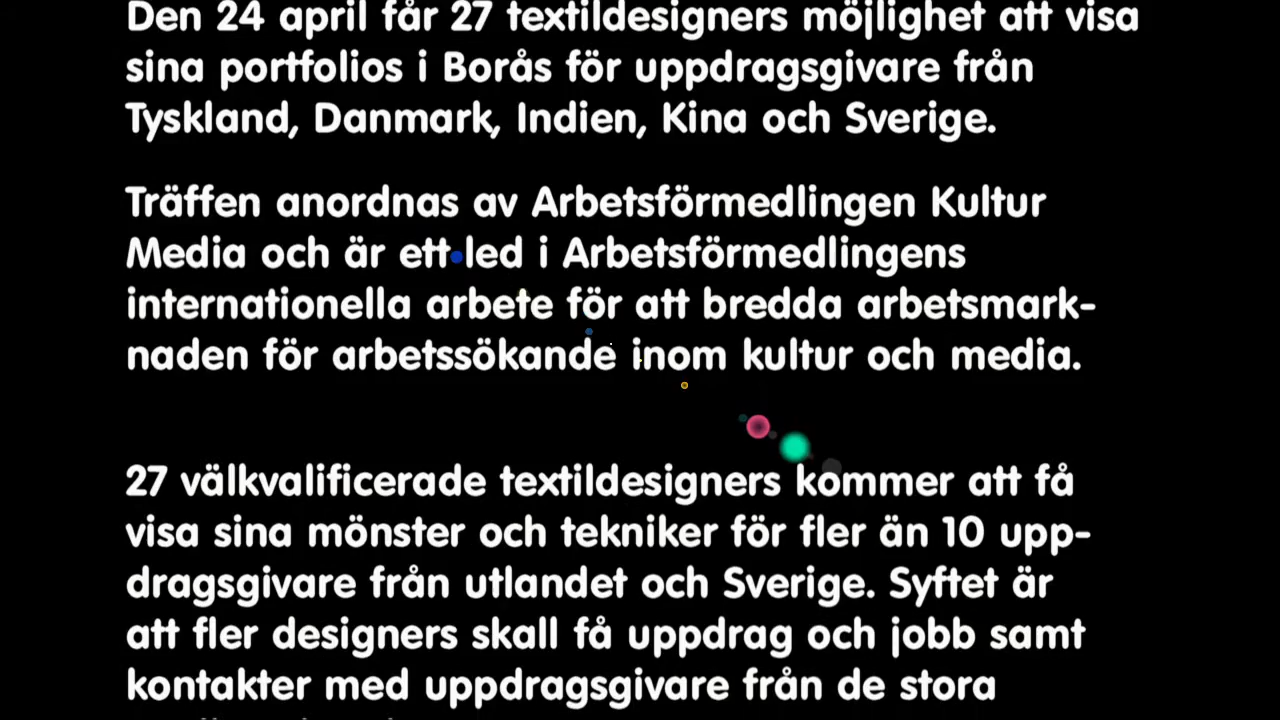 Den 24 april får 27 textildesigners möjlighet att visa
sina portfolios i Borås för uppdragsgivare från
Tyskland, Danmark, Indien, Kina och Sverige.
Träffen anordnas av Arbetsförmedlingen Kultur
Media och är ett led i Arbetsförmedlingens
internationella arbete för att bredda arbetsmark-
naden för arbetssökande inom kultur och media.
27 välkvalificerade textildesigners kommer att få
visa sina mönster och tekniker för fler än 10 upp-
dragsgivare från utlandet och Sverige. Syftet är
att fler designers skall få uppdrag och jobb samt
kontakter med uppdragsgivare från de stora